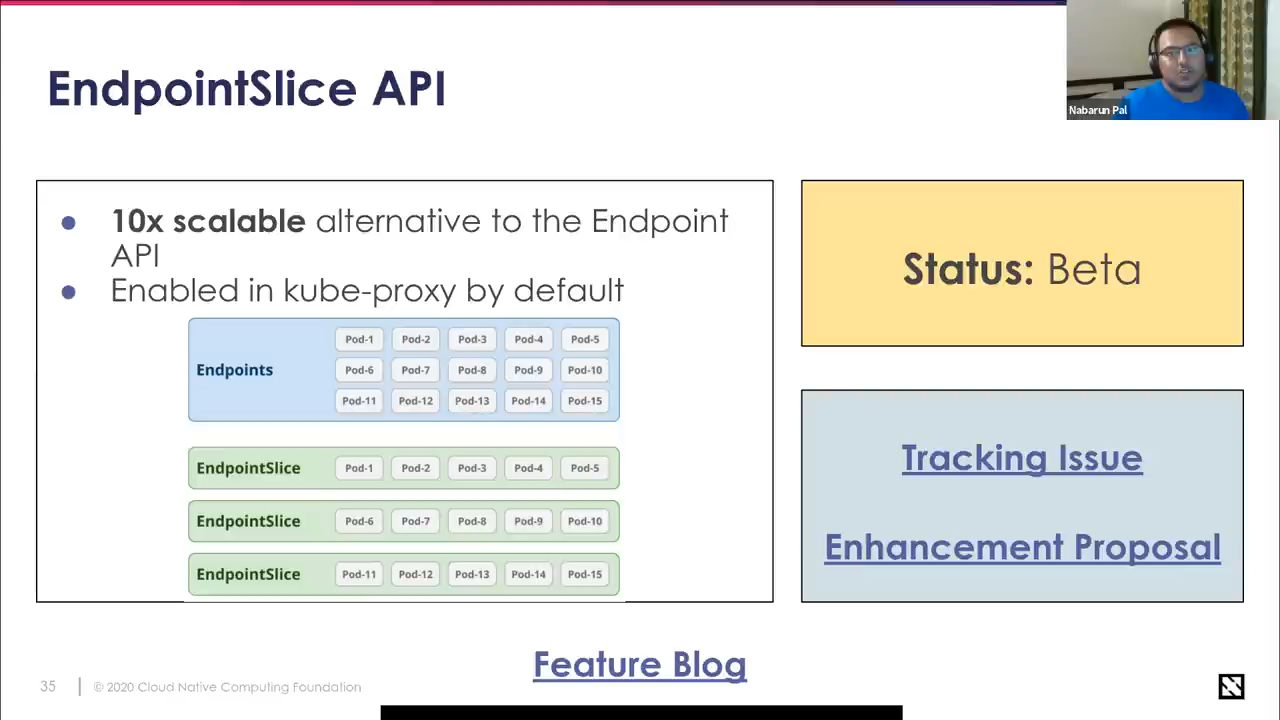 EndpointSlice API
Nabarun Pal
● 10x scalable alternative to the Endpoint
API
● Enabled in kube-proxy by default
Endpoints
Pod-1 Pod-2 Pod-3 Pod-4 Pod-5
Pod-6 Pod-7 Pod-8 Pod-9 Pod-10
Pod-11 Pod-12 Pod-13 Pod-14 Pod-15
EndpointSlice Pod-1 Pod-2 Pod-3 Pod-4 Pod-5
EndpointSlice Pod-6 Pod-7 Pod-8 Pod-9 Pod-10
EndpointSlice Pod-11 Pod-12 Pod-13 Pod-14 Pod-15
Status: Beta
Tracking Issue
Enhancement Proposal
Feature Blog
35 © 2020 Cloud Native Computing Foundation